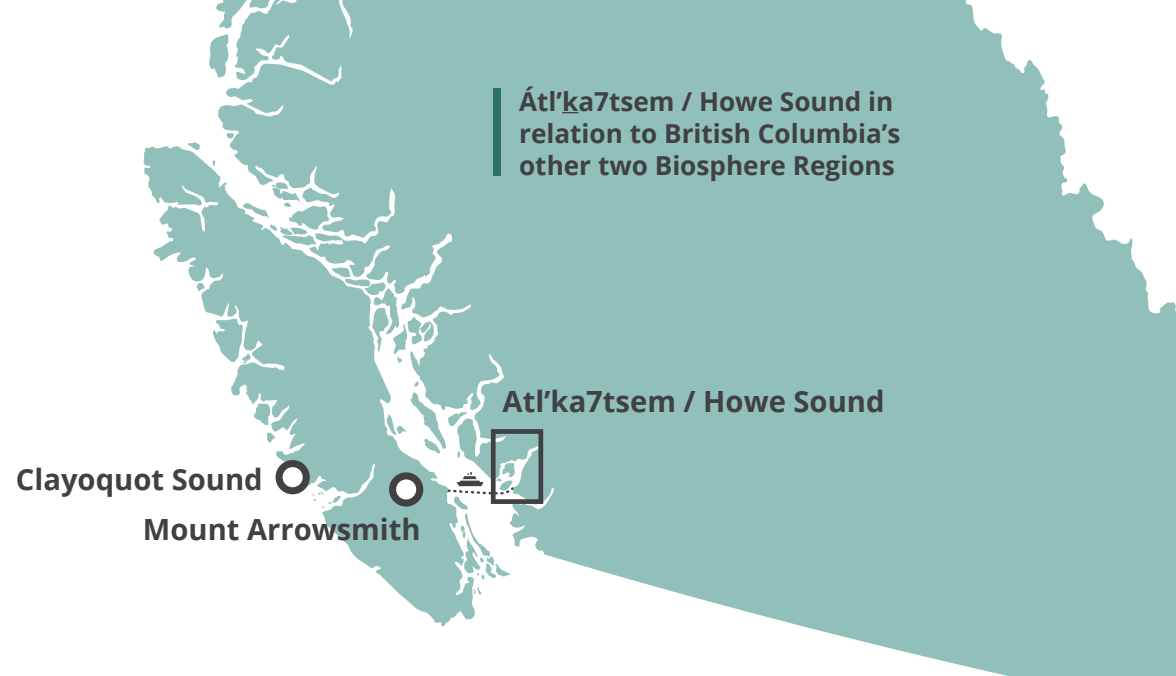 Átl’ḵa7tsem / Howe Sound in
relation to British Columbia’s
other two Biosphere Regions
Atl’ka7tsem / Howe Sound
Clayoquot Sound
Mount Arrowsmith